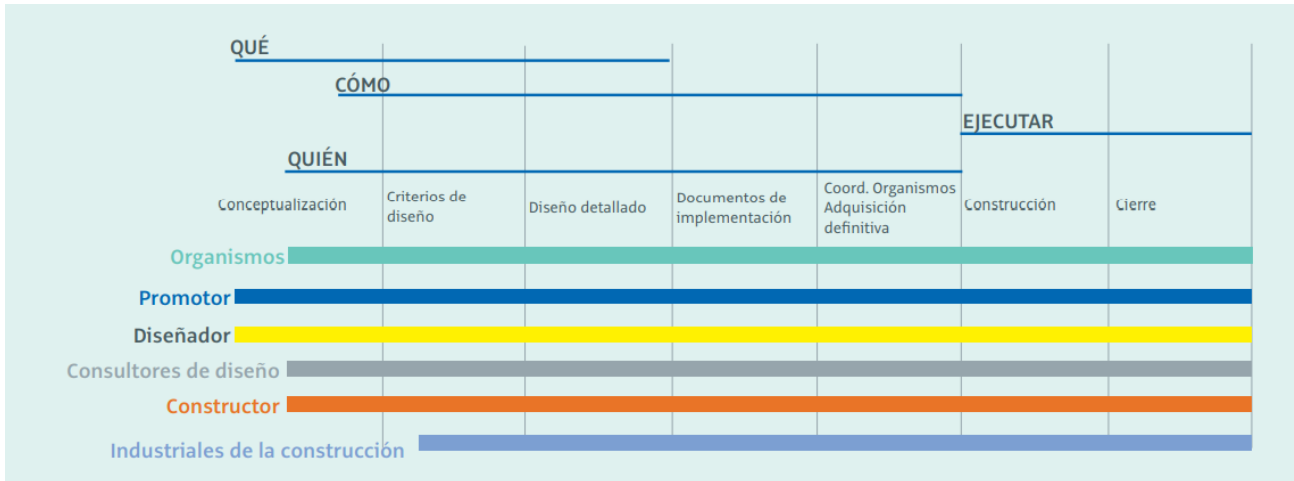 QUÉ
CÓMO
EJECUTAR
QUIÉN
Conceptualización
Criterios de
diseño
Diseño detallado
Documentos de
implementación
Coord. Organismos
Adquisición
definitiva
Construcción
Cierre
Organismos
Promotor
Diseñador
Consultores de diseño
Constructor
Industriales de la construcción